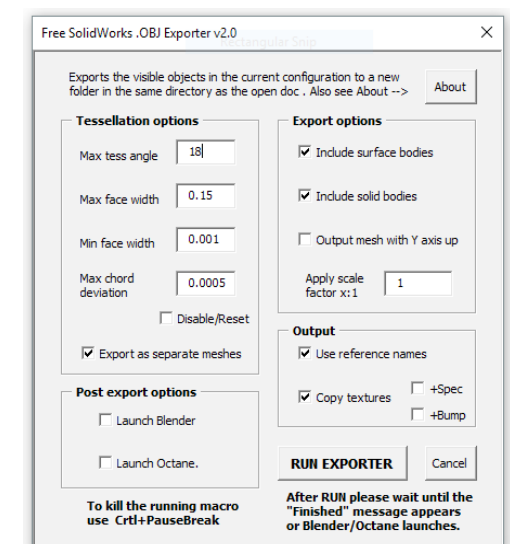 Free SolidWorks .OBJ Exporter v2.0
Rectangular Snip
Exports the visible objects in the current configuration to a new
folder in the same directory as the open doc . Also see About -->
About
Tessellation options
Max tess angle 18
Max face width 0.15
Min face width 0.001
Max chord
deviation 0.0005
Disable/Reset
Export as separate meshes
Post export options
Launch Blender
Launch Octane.
To kill the running macro
use Crtl+PauseBreak
Export options
Include surface bodies
Include solid bodies
Output mesh with Y axis up
Apply scale
factor x:1 1
Output
Use reference names
Copy textures
+Spec
+Bump
RUN EXPORTER
Cancel
After RUN please wait until the
"Finished" message appears
or Blender/Octane launches.